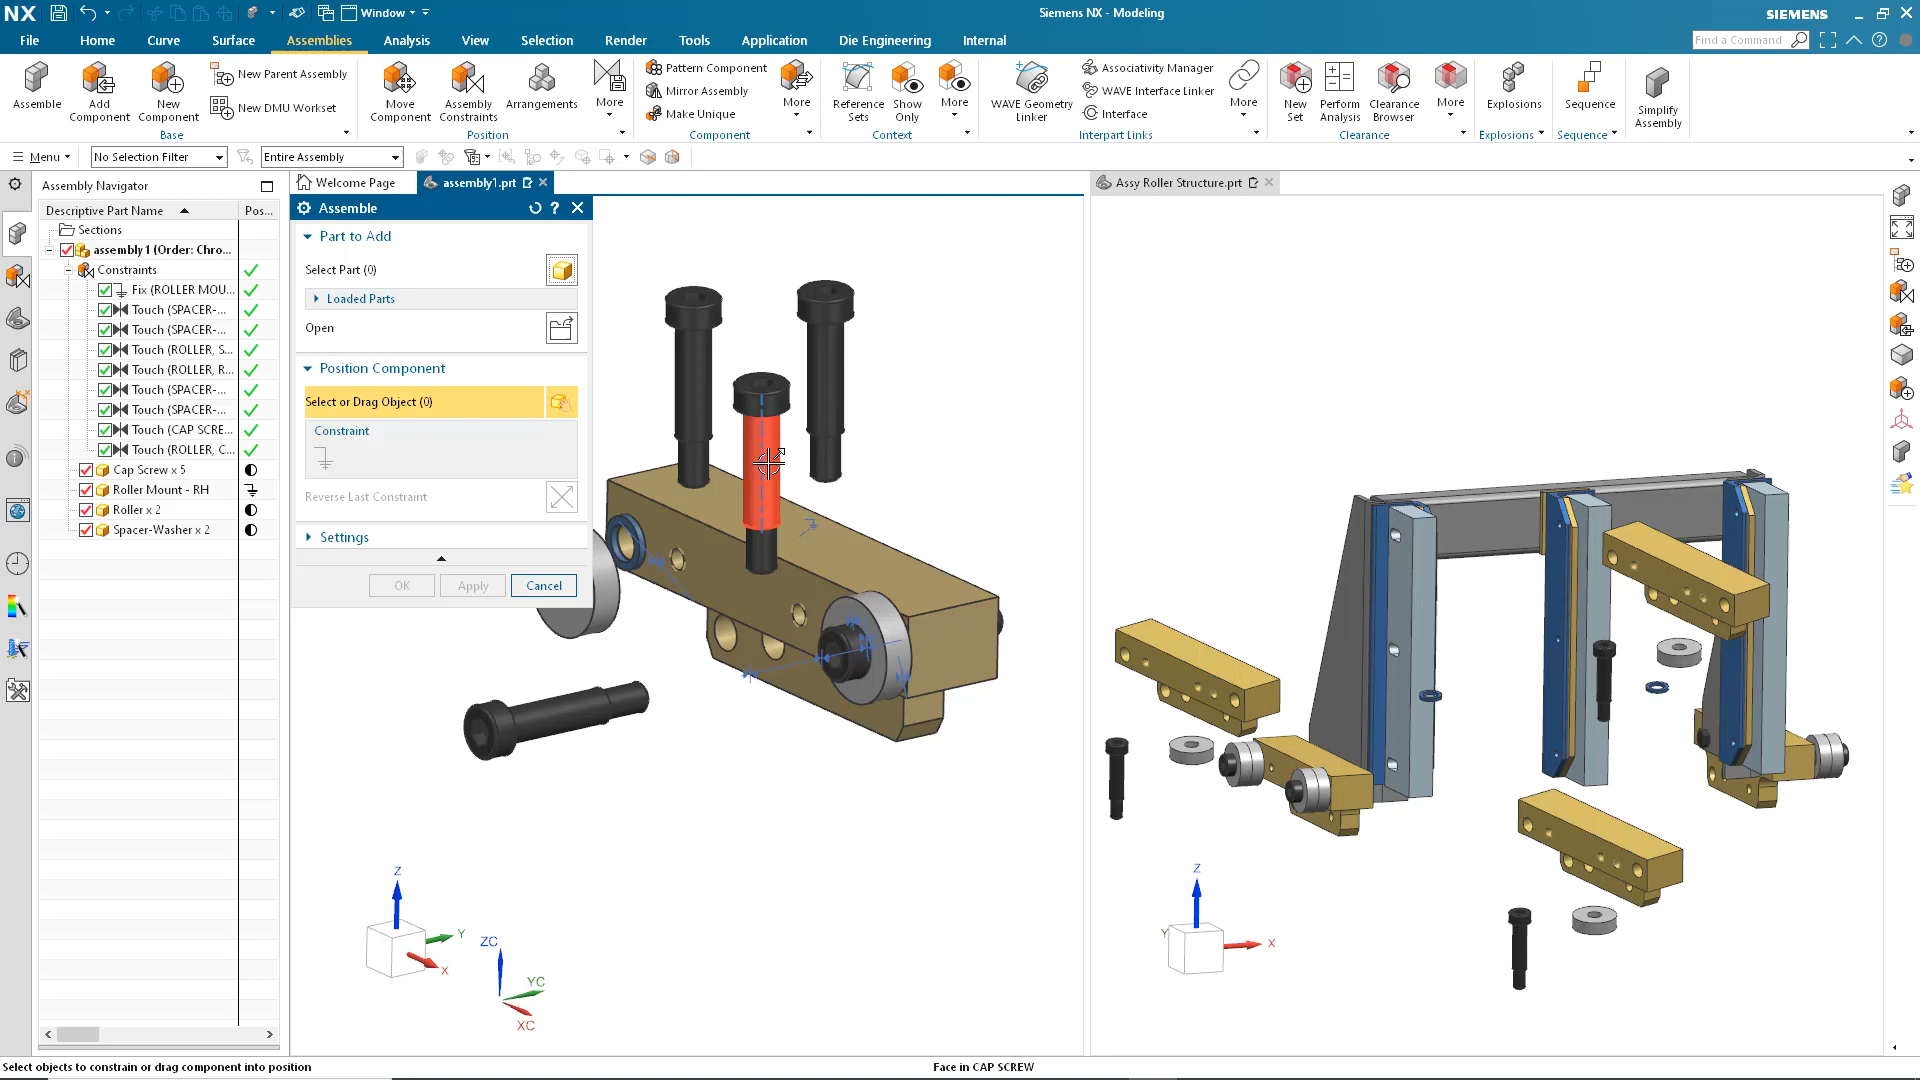 NX
Window
Siemens NX - Modeling
SIEMENS
File
Home
Curve
Surface
Assemblies
Analysis
View
Selection
Render
Tools
Application
Die Engineering
Internal
Find a Command
Assemble
Add Component
New Component
New Parent Assembly
New DMU Workset
Base
Move Component
Assembly Constraints
Arrangements
More
Position
Pattern Component
Mirror Assembly
Make Unique
More
Component
Reference Sets
Show Only
More
Context
WAVE Geometry Linker
Associativity Manager
WAVE Interface Linker
Interface
More
Interpart Links
New Set
Perform Analysis
Clearance Browser
More
Clearance
Explosions
Explosions
Sequence
Sequence
Simplify Assembly
Menu
No Selection Filter
Entire Assembly
Assembly Navigator
Descriptive Part Name
Pos...
Sections
assembly1 (Order: Chro...
Constraints
Fix (ROLLER MOU...
Touch (SPACER-...
Touch (SPACER-...
Touch (ROLLER, S...
Touch (ROLLER, R...
Touch (SPACER-...
Touch (SPACER-...
Touch (CAP SCRE...
Touch (ROLLER, C...
Cap Screw x 5
Roller Mount - RH
Roller x 2
Spacer-Washer x 2
Welcome Page
assembly1.prt
Assy Roller Structure.prt
Assemble
?
Part to Add
Select Part (0)
Loaded Parts
Open
Position Component
Select or Drag Object (0)
Constraint
Reverse Last Constraint
Settings
OK
Apply
Cancel
Z
Y
X
ZC
YC
XC
Z
Y
X
Select objects to constrain or drag component into position
Face in CAP SCREW